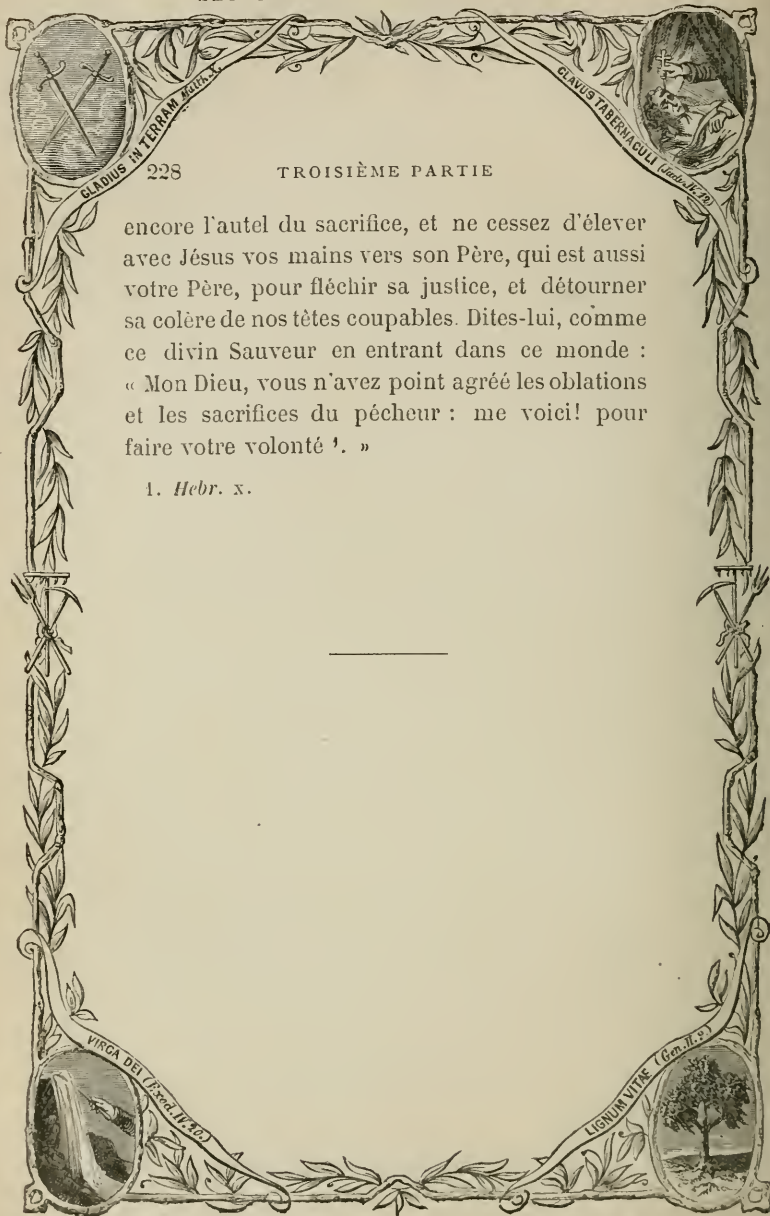 GLADIUS IN TERRAM Matth. X.
CLAVUS TABERNACULI (Judic. IV. 22)
228 TROISIÈME PARTIE
encore l'autel du sacrifice, et ne cessez d'élever
avec Jésus vos mains vers son Père, qui est aussi
votre Père, pour fléchir sa justice, et détourner
sa colère de nos têtes coupables. Dites-lui, comme
ce divin Sauveur en entrant dans ce monde :
« Mon Dieu, vous n'avez point agréé les oblations
et les sacrifices du pécheur : me voici! pour
faire votre volonté ¹. »
1. Hebr. x.
VIRGA DEI (Exod. IV. 20.)
LIGNUM VITAE (Gen. II. 9.)